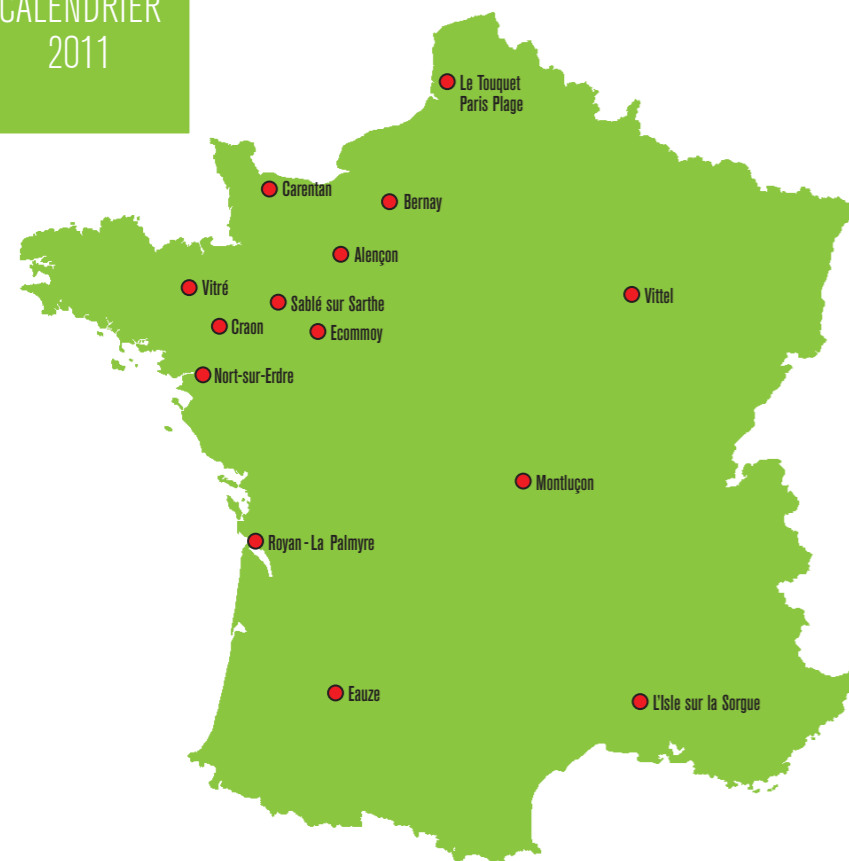 CALENDRIER
2011
Le Touquet
Paris Plage
Carentan
Bernay
Alençon
Vitré
Sablé sur Sarthe
Vittel
Craon
Ecommoy
Nort-sur-Erdre
Montluçon
Royan - La Palmyre
Eauze
L'Isle sur la Sorgue